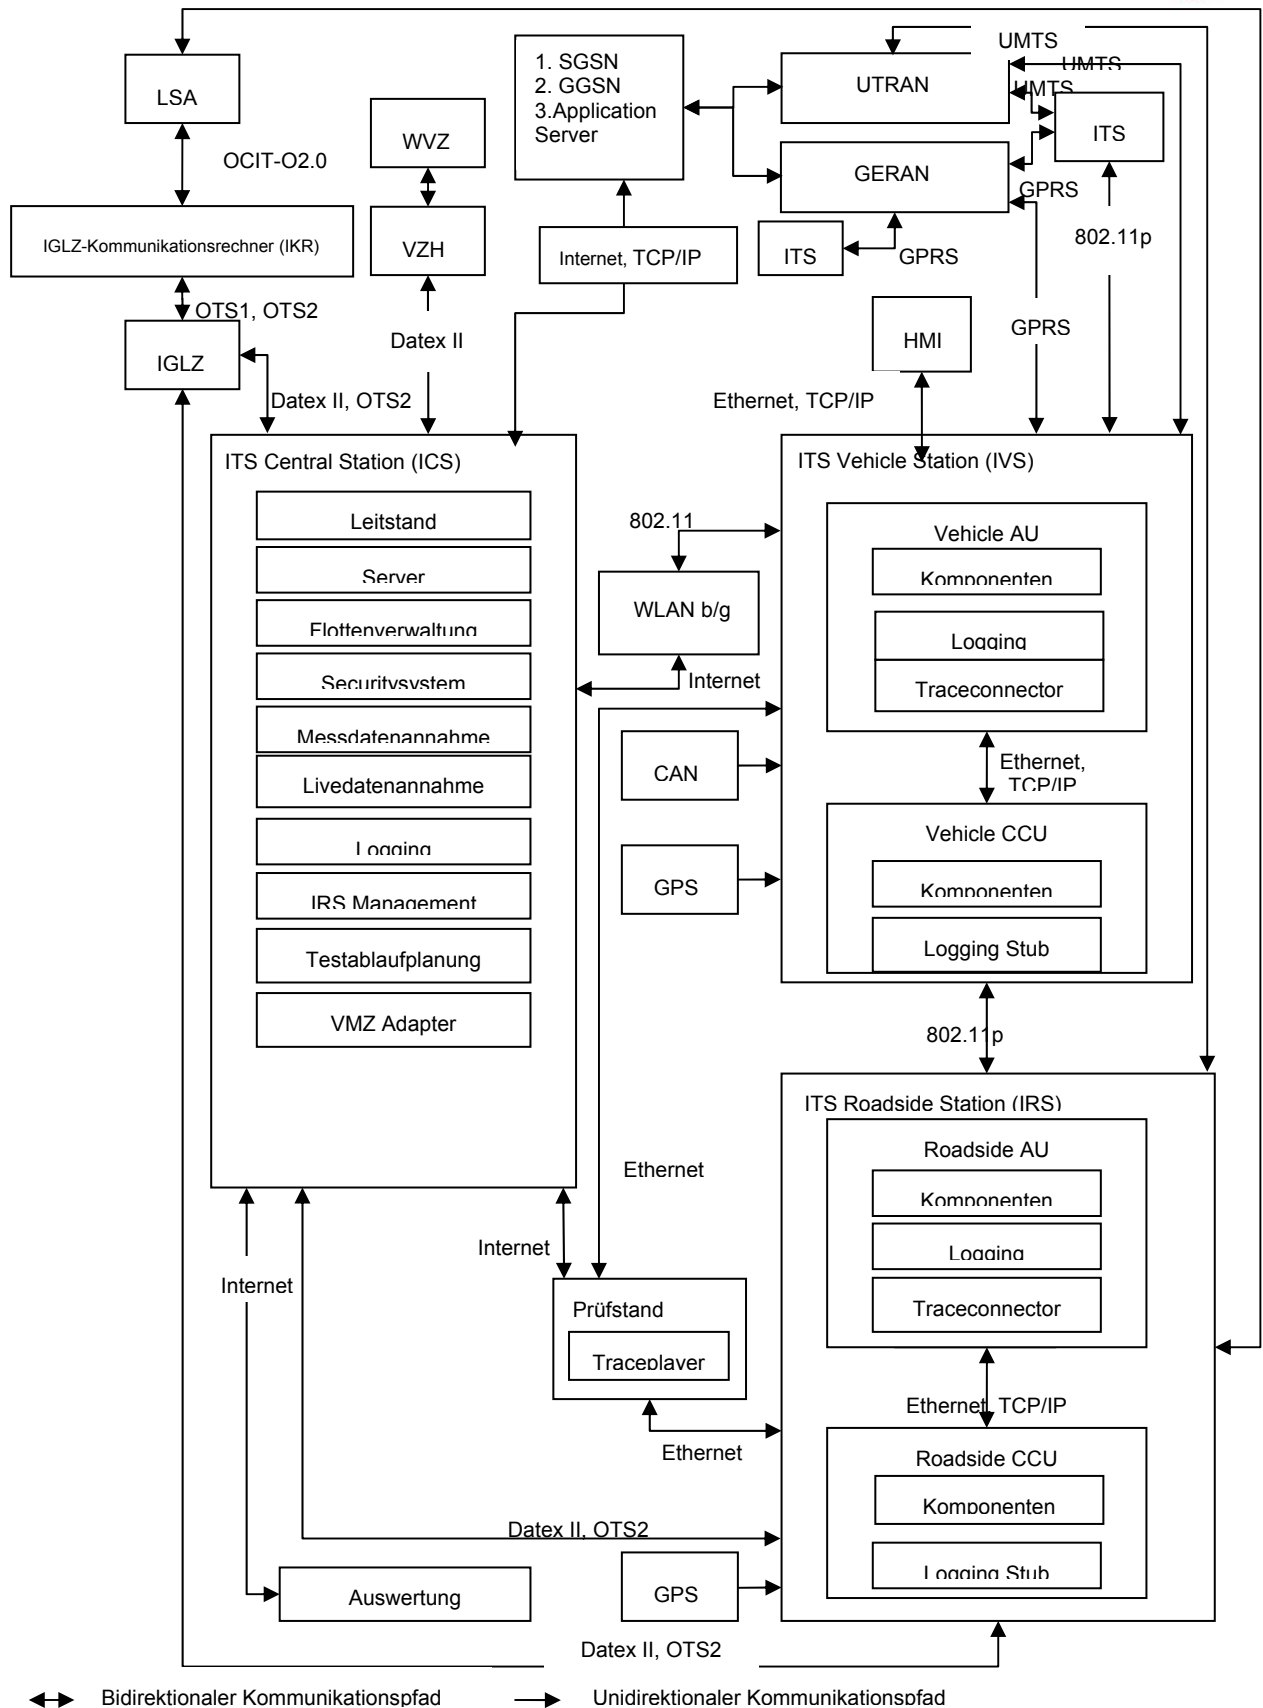 UMTS
1. SGSN
2. GGSN
3.Application
Server
UTRAN
UMTS
UMTS
LSA
WVZ
ITS
OCIT-O2.0
GERAN
GPRS
IGLZ-Kommunikationsrechner (IKR)
VZH
Internet, TCP/IP
ITS
GPRS
802.11p
OTS1, OTS2
IGLZ
Datex II
HMI
GPRS
Datex II, OTS2
Ethernet, TCP/IP
ITS Central Station (ICS)
Leitstand
Server
Flottenverwaltung
Securitysystem
Messdatenannahme
Livedatenannahme
Logging
IRS Management
Testablaufplanung
VMZ Adapter
802.11
WLAN b/g
Internet
CAN
GPS
ITS Vehicle Station (IVS)
Vehicle AU
Komponenten
Logging
Traceconnector
Ethernet,
TCP/IP
Vehicle CCU
Komponenten
Logging Stub
802.11p
ITS Roadside Station (IRS)
Roadside AU
Komponenten
Logging
Traceconnector
Ethernet, TCP/IP
Roadside CCU
Komponenten
Logging Stub
Ethernet
Internet
Internet
Prüfstand
Traceplayer
Ethernet
Datex II, OTS2
Auswertung
GPS
Datex II, OTS2
Bidirektionaler Kommunikationspfad
Unidirektionaler Kommunikationspfad